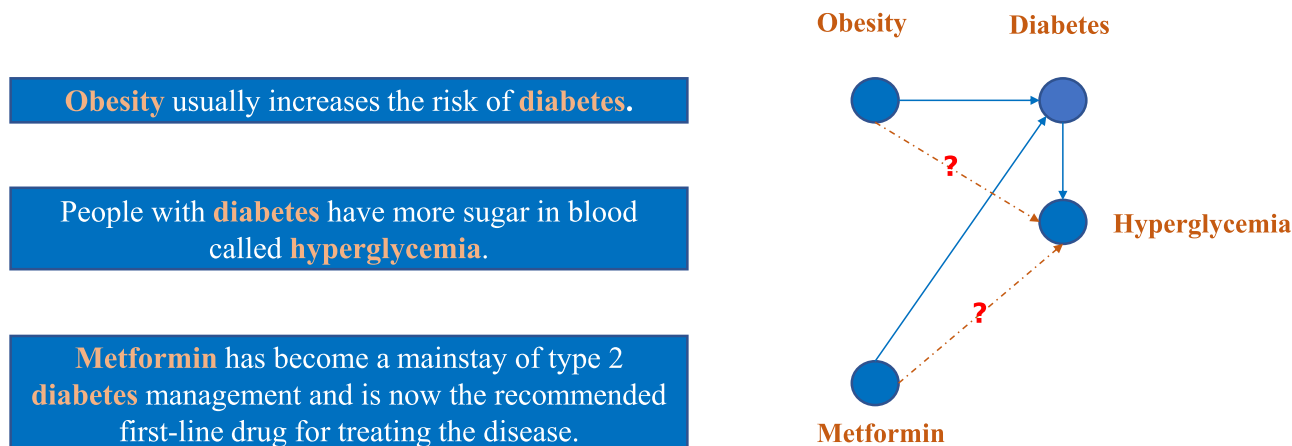 Obesity Diabetes
Obesity usually increases the risk of diabetes.
?
People with diabetes have more sugar in blood
called hyperglycemia.
Hyperglycemia
?
Metformin has become a mainstay of type 2
diabetes management and is now the recommended
first-line drug for treating the disease.
Metformin